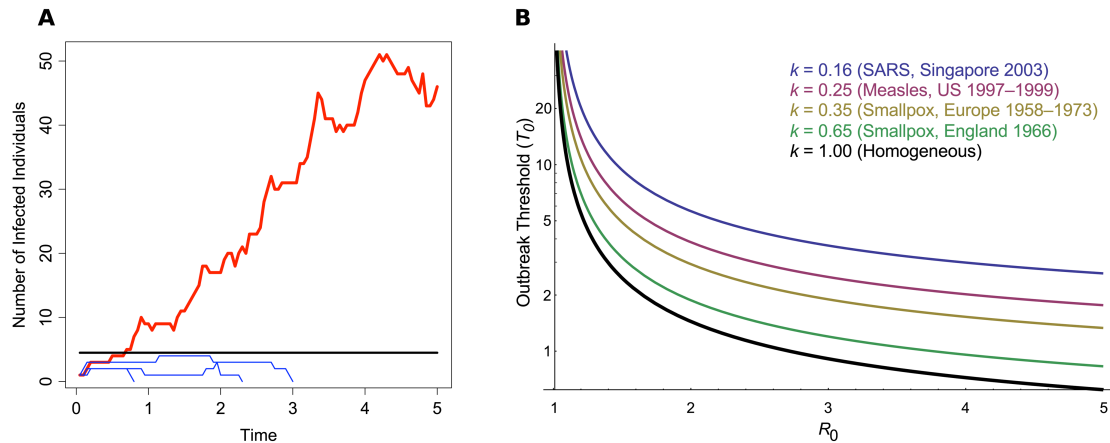 A
Number of Infected Individuals
50
40
30
20
10
0
0
1
2
3
4
5
Time
B
Outbreak Threshold (T0)
20
10
5
2
1
k = 0.16 (SARS, Singapore 2003)
k = 0.25 (Measles, US 1997–1999)
k = 0.35 (Smallpox, Europe 1958–1973)
k = 0.65 (Smallpox, England 1966)
k = 1.00 (Homogeneous)
1
2
3
4
5
R0